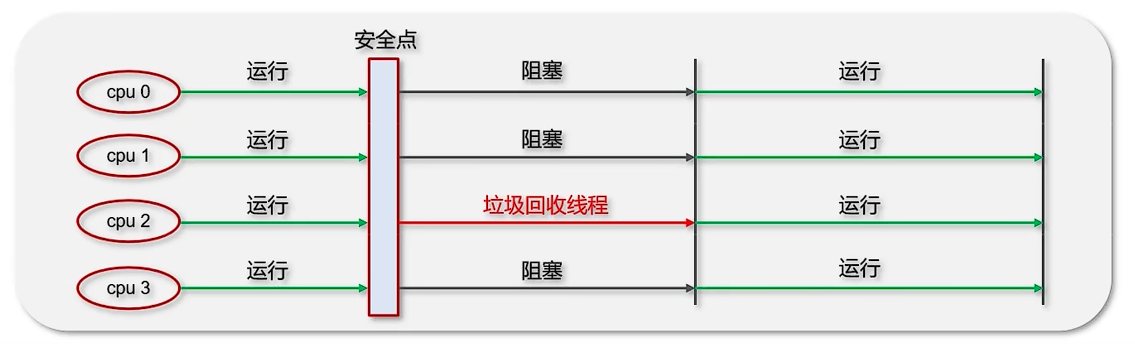 安全点
cpu 0 运行 阻塞 运行
cpu 1 运行 阻塞 运行
cpu 2 运行 垃圾回收线程 运行
cpu 3 运行 阻塞 运行